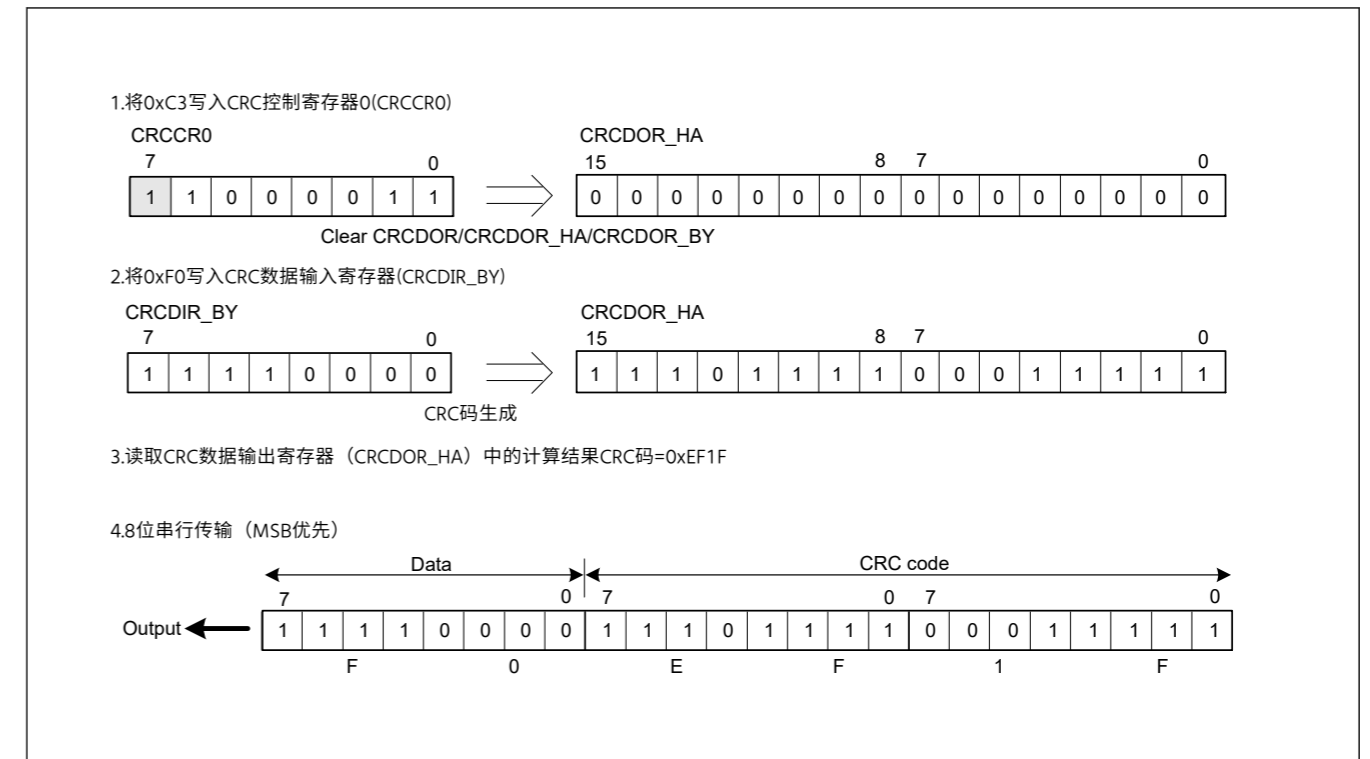 1.将0xC3写入CRC控制寄存器0(CRCCR0)
CRCCR0 CRCDOR_HA
7 0 15 8 7 0
1 1 0 0 0 0 1 1 0 0 0 0 0 0 0 0 0 0 0 0 0 0 0 0
Clear CRCDOR/CRCDOR_HA/CRCDOR_BY
2.将0xF0写入CRC数据输入寄存器(CRCDIR_BY)
CRCDIR_BY CRCDOR_HA
7 0 15 8 7 0
1 1 1 1 0 0 0 0 1 1 1 0 1 1 1 1 0 0 0 1 1 1 1 1
CRC码生成
3.读取CRC数据输出寄存器（CRCDOR_HA）中的计算结果CRC码=0xEF1F
4.8位串行传输（MSB优先）
Data CRC code
7 0 7 0 7 0
Output 1 1 1 1 0 0 0 0 1 1 1 0 1 1 1 1 0 0 0 1 1 1 1 1
F 0 E F 1 F